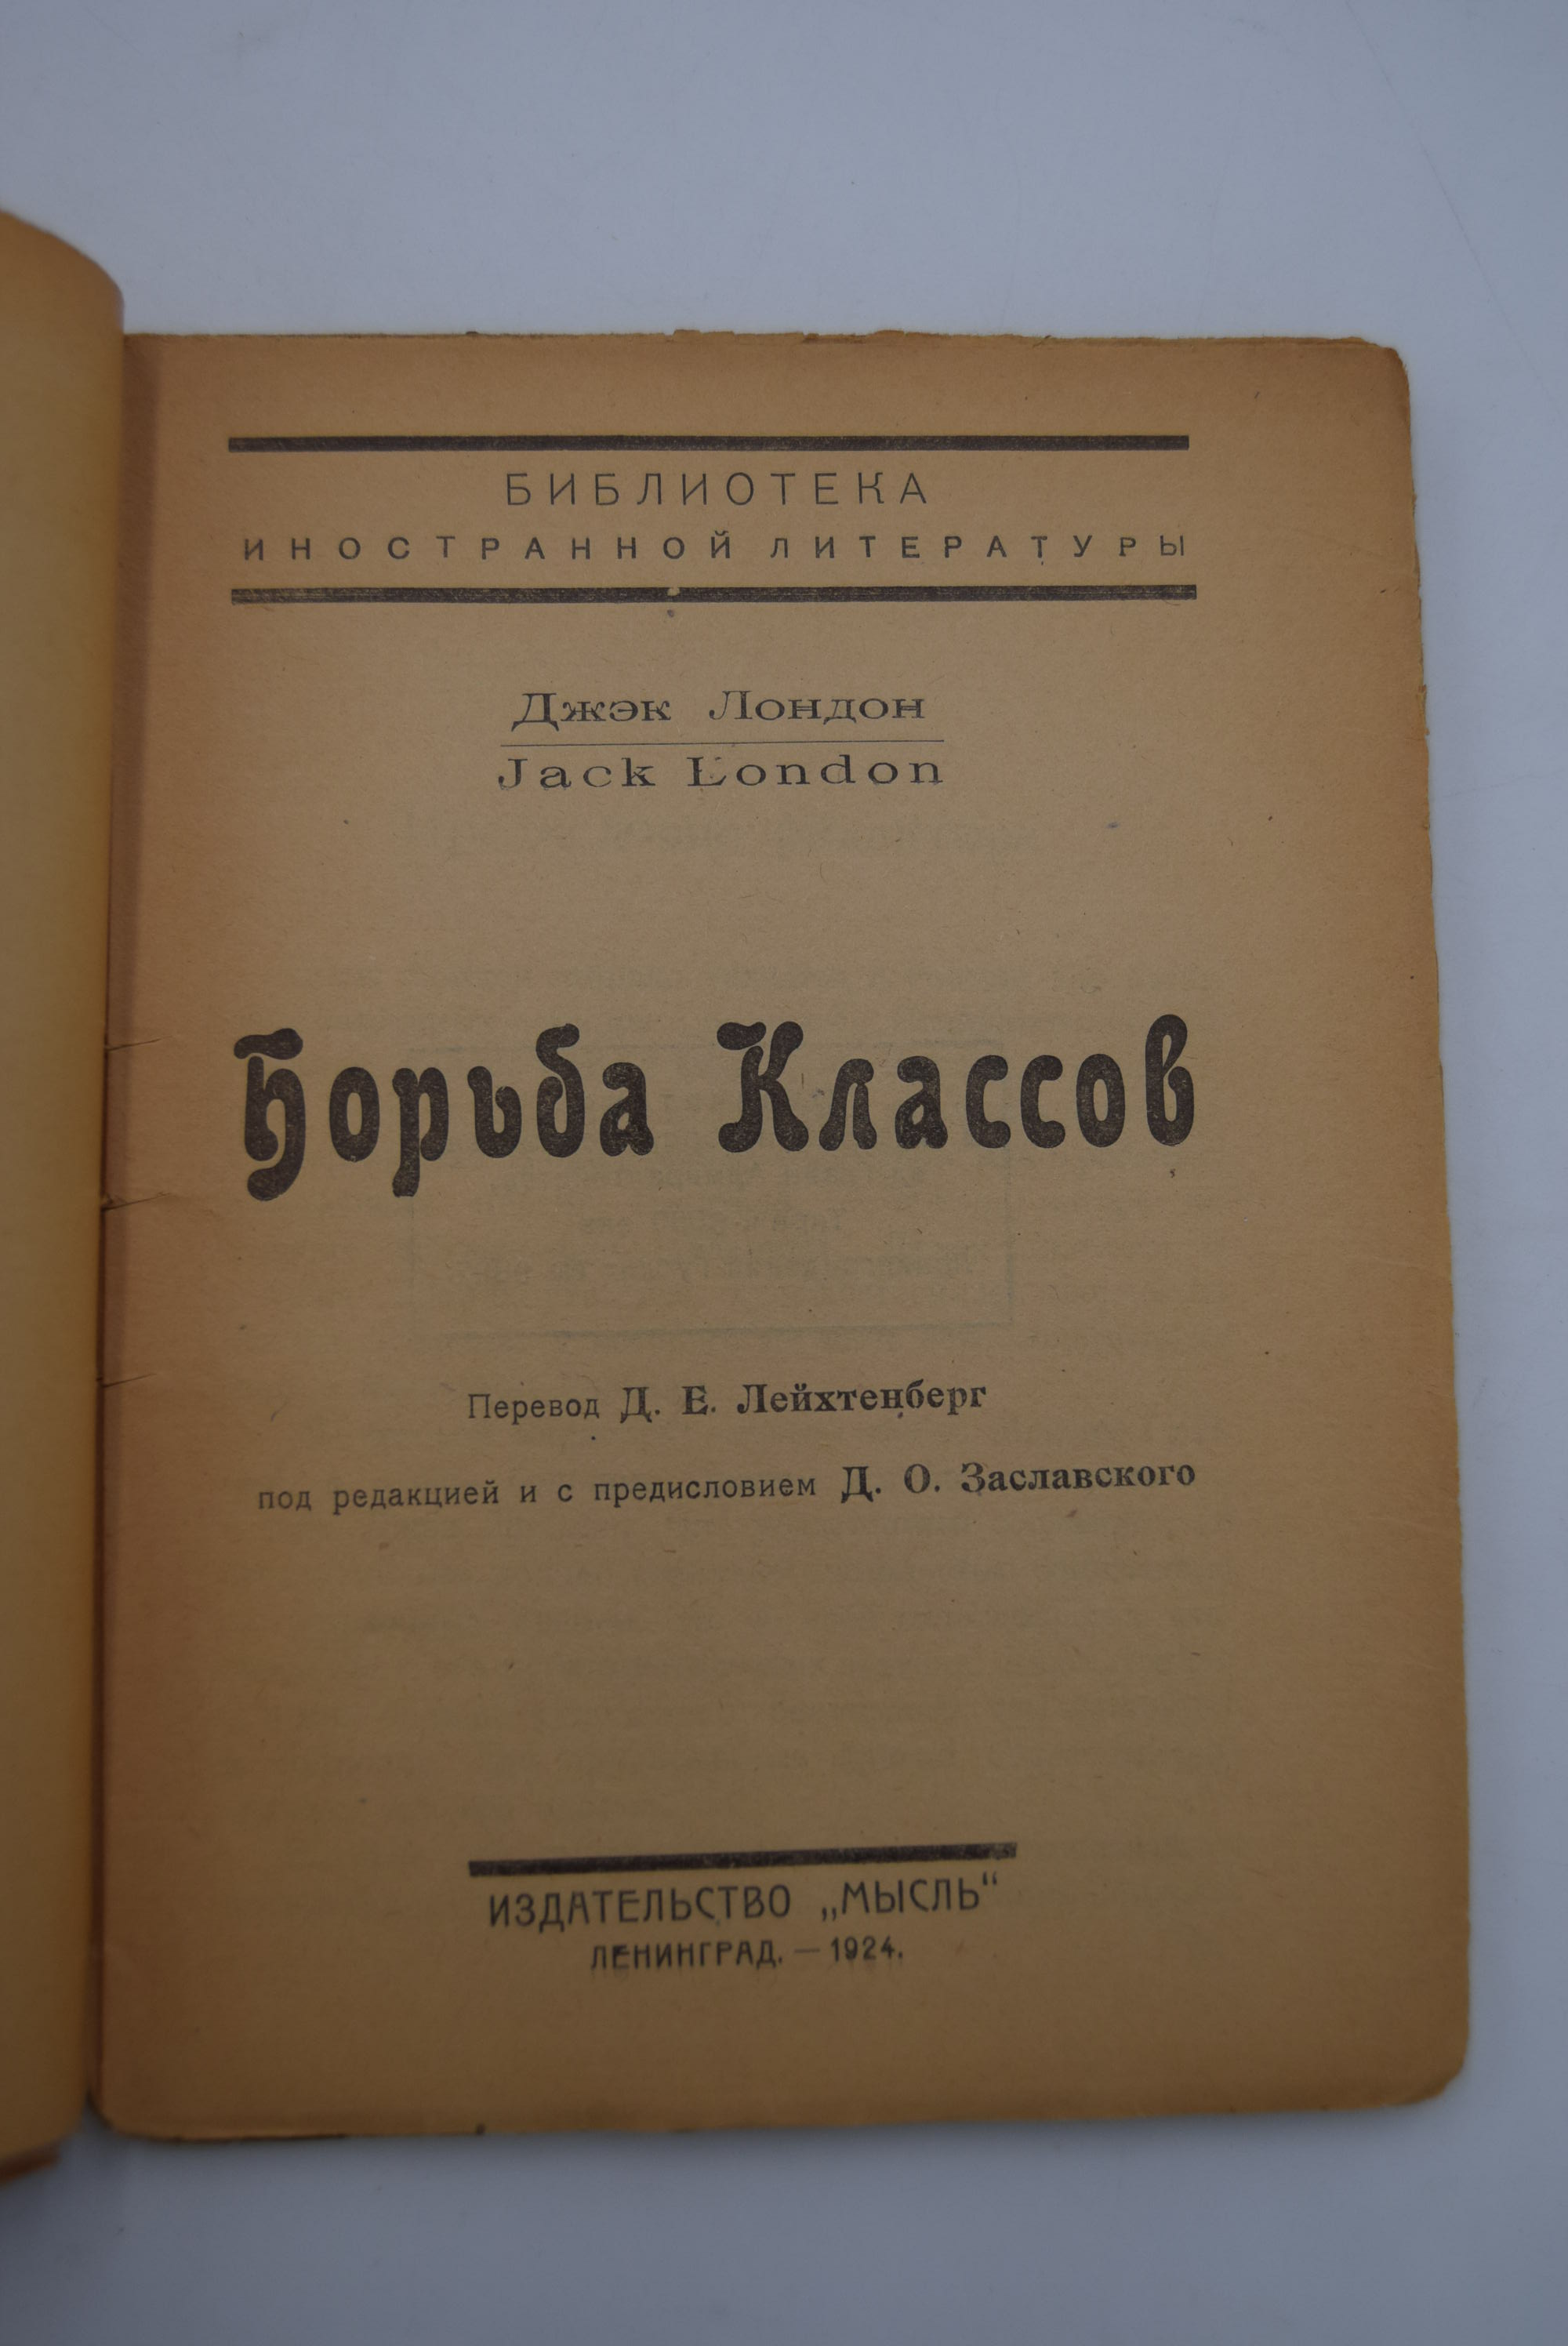 БИБЛИОТЕКА
ИНОСТРАННОЙ ЛИТЕРАТУРЫ
Джэк Лондон
Jack London
Борьба Классов
Перевод Д. Е. Лейхтенберг
под редакцией и с предисловием Д. О. Заславского
ИЗДАТЕЛЬСТВО „МЫСЛЬ“
ЛЕНИНГРАД. — 1924.